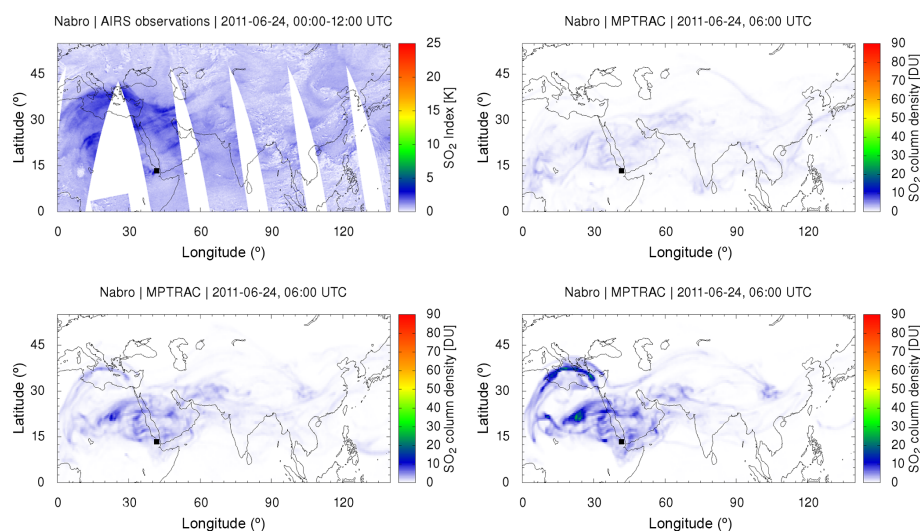 Nabro | AIRS observations | 2011-06-24, 00:00-12:00 UTC
Latitude (º)
45
30
15
0
0 30 60 90 120
Longitude (º)
25
20
15
10
5
0
SO2 Index [K]
Nabro | MPTRAC | 2011-06-24, 06:00 UTC
Latitude (º)
45
30
15
0
0 30 60 90 120
Longitude (º)
90
80
70
60
50
40
30
20
10
0
SO2 column density [DU]
Nabro | MPTRAC | 2011-06-24, 06:00 UTC
Latitude (º)
45
30
15
0
0 30 60 90 120
Longitude (º)
90
80
70
60
50
40
30
20
10
0
SO2 column density [DU]
Nabro | MPTRAC | 2011-06-24, 06:00 UTC
Latitude (º)
45
30
15
0
0 30 60 90 120
Longitude (º)
90
80
70
60
50
40
30
20
10
0
SO2 column density [DU]